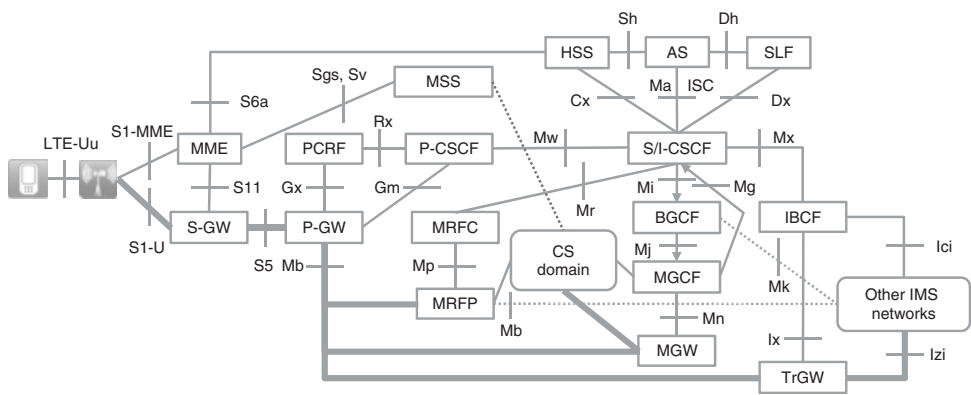 Sh
Dh
HSS
AS
SLF
Sgs, Sv
MSS
Cx
Ma
ISC
Dx
S6a
LTE-Uu
S1-MME
Rx
MME
PCRF
P-CSCF
Mw
S/I-CSCF
Mx
S11
Gx
Gm
Mi
Mg
Mr
S-GW
P-GW
MRFC
BGCF
IBCF
S1-U
S5
Mb
Mp
CS
domain
Mj
MGCF
Mk
Ici
MRFP
Mb
Mn
Other IMS
networks
MGW
Ix
Izi
TrGW